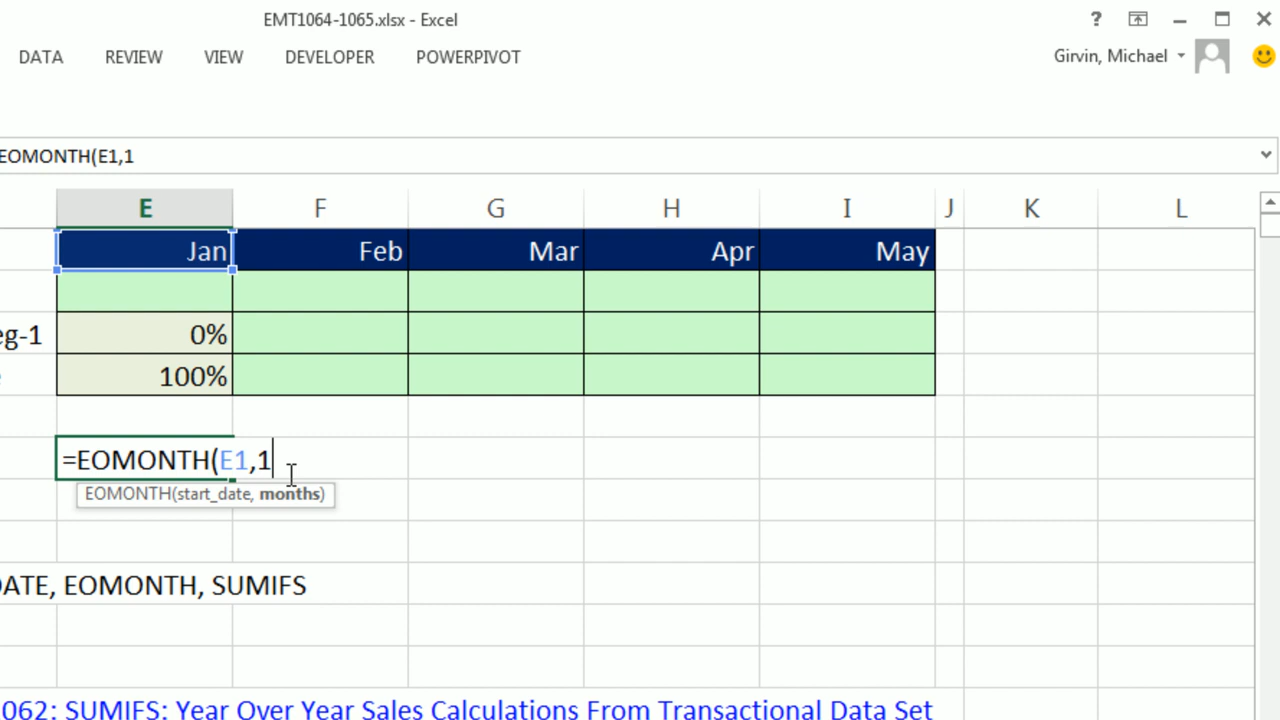 EMT1064-1065.xlsx - Excel
?
DATA REVIEW VIEW DEVELOPER POWERPIVOT
Girvin, Michael
EOMONTH(E1,1
E F G H I J K L
Jan Feb Mar Apr May
eg-1 0%
100%
=EOMONTH(E1,1
EOMONTH(start_date, months)
DATE, EOMONTH, SUMIFS
062: SUMIFS: Year Over Year Sales Calculations From Transactional Data Set